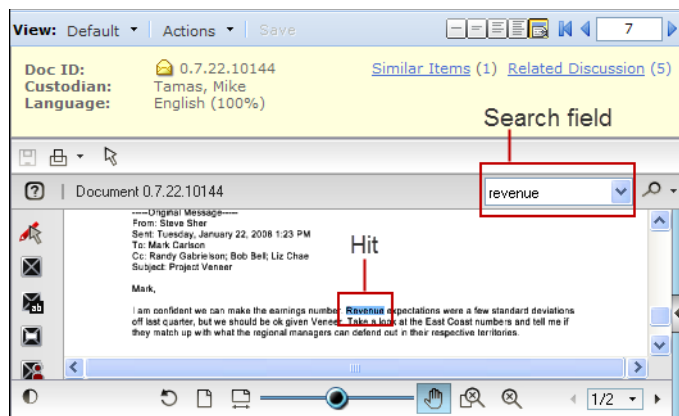 View: Default Actions Save 7
Doc ID: 0.7.22.10144 Similar Items (1) Related Discussion (5)
Custodian: Tamas, Mike
Language: English (100%)
Search field
Document 0.7.22.10144 revenue
-----Original Message-----
From: Steve Sher
Sent: Tuesday, January 22, 2008 1:23 PM
To: Mark Carlson
Cc: Randy Gabrielson; Bob Bell; Liz Chae
Subject: Project Veneer
Hit
Mark,
I am confident we can make the earnings number. Revenue expectations were a few standard deviations
off last quarter, but we should be ok given Veneer. Take a look at the East Coast numbers and tell me if
they match up with what the regional managers can defend out in their respective territories.
ab
1/2